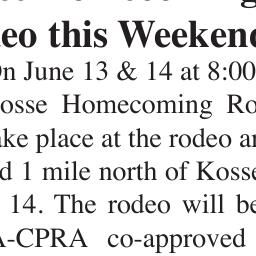 eo this Weekend
On June 13 & 14 at 8:00
osse Homecoming Ro
ake place at the rodeo a
d 1 mile north of Kosse
14. The rodeo will be
A-CPRA co-approved